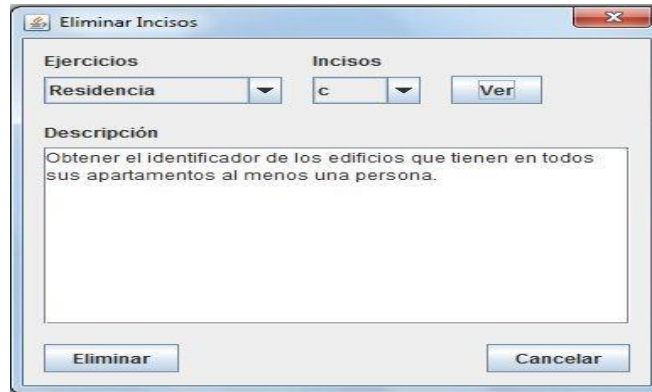 Eliminar Incisos
Ejercicios Incisos
Residencia c Ver
Descripción
Obtener el identificador de los edificios que tienen en todos
sus apartamentos al menos una persona.
Eliminar Cancelar